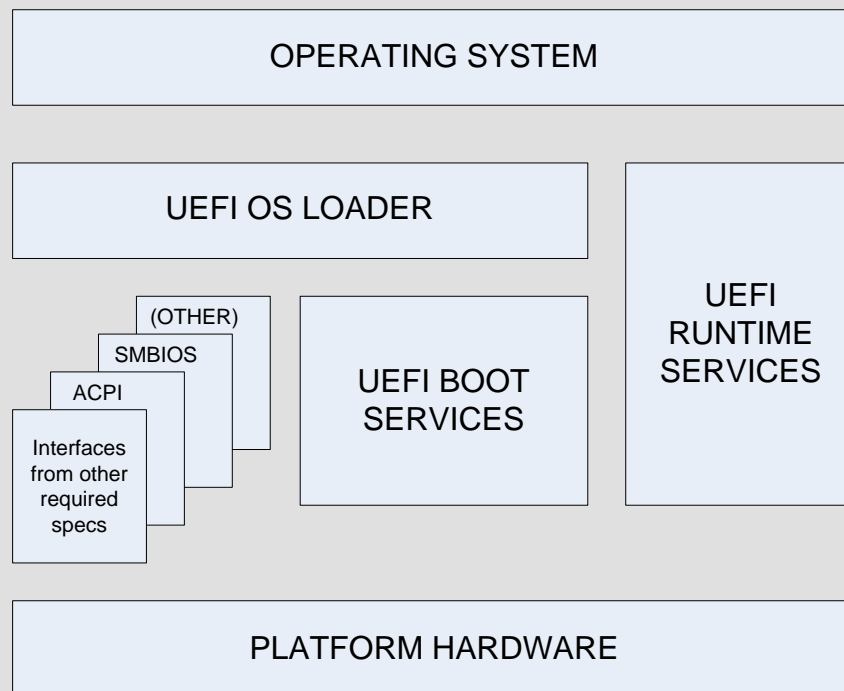 OPERATING SYSTEM
UEFI OS LOADER
UEFI
RUNTIME
SERVICES
(OTHER)
SMBIOS
ACPI
Interfaces
from other
required
specs
UEFI BOOT
SERVICES
PLATFORM HARDWARE